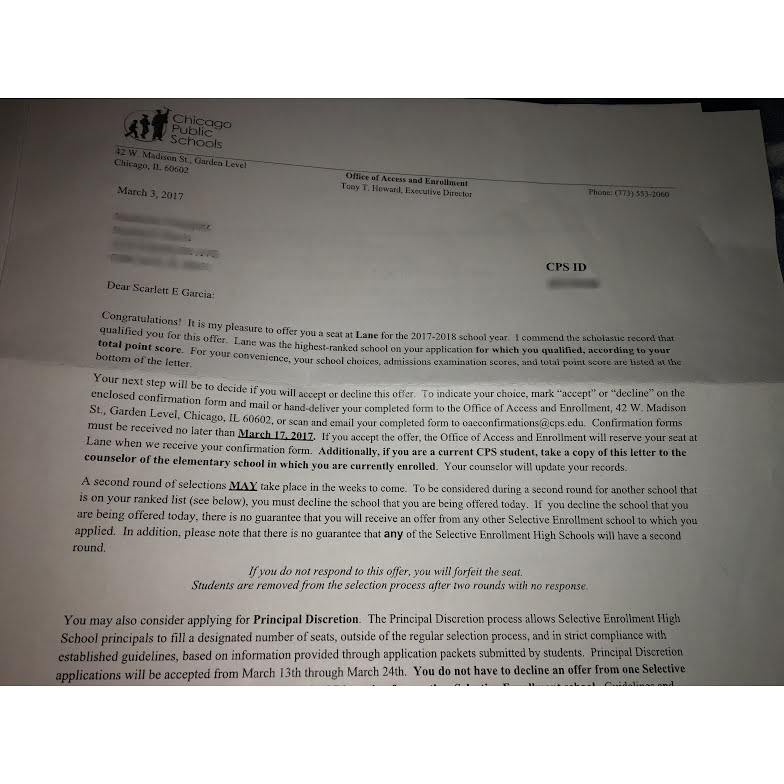 Chicago
Public
Schools
42 W. Madison St., Garden Level
Chicago, IL 60602
Office of Access and Enrollment
Tony T. Howard, Executive Director
Phone: (773) 553-2060
March 3, 2017
CPS ID
Dear Scarlett E Garcia:
Congratulations! It is my pleasure to offer you a seat at Lane for the 2017-2018 school year. I commend the scholastic record that
qualified you for this offer. Lane was the highest-ranked school on your application for which you qualified, according to your
total point score. For your convenience, your school choices, admissions examination scores, and total point score are listed at the
bottom of the letter.
Your next step will be to decide if you will accept or decline this offer. To indicate your choice, mark “accept” or “decline” on the
enclosed confirmation form and mail or hand-deliver your completed form to the Office of Access and Enrollment, 42 W. Madison
St., Garden Level, Chicago, IL 60602, or scan and email your completed form to oaeconfirmations@cps.edu. Confirmation forms
must be received no later than March 17, 2017. If you accept the offer, the Office of Access and Enrollment will reserve your seat at
Lane when we receive your confirmation form. Additionally, if you are a current CPS student, take a copy of this letter to the
counselor of the elementary school in which you are currently enrolled. Your counselor will update your records.
A second round of selections MAY take place in the weeks to come. To be considered during a second round for another school that
is on your ranked list (see below), you must decline the school that you are being offered today. If you decline the school that you
are being offered today, there is no guarantee that you will receive an offer from any other Selective Enrollment school to which you
applied. In addition, please note that there is no guarantee that any of the Selective Enrollment High Schools will have a second
round.
If you do not respond to this offer, you will forfeit the seat.
Students are removed from the selection process after two rounds with no response.
You may also consider applying for Principal Discretion. The Principal Discretion process allows Selective Enrollment High
School principals to fill a designated number of seats, outside of the regular selection process, and in strict compliance with
established guidelines, based on information provided through application packets submitted by students. Principal Discretion
applications will be accepted from March 13th through March 24th. You do not have to decline an offer from one Selective